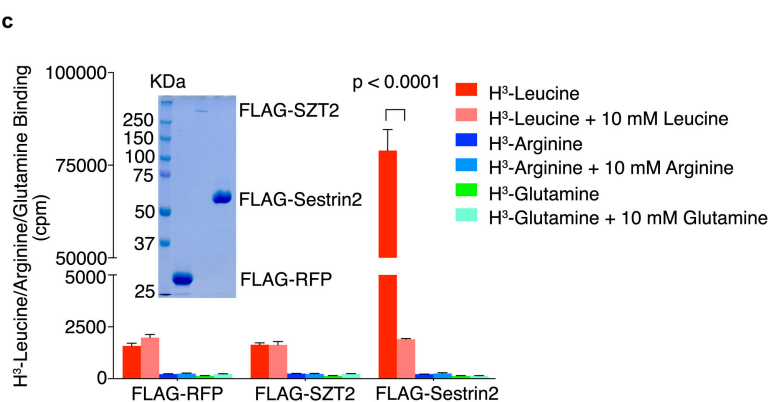 c
H³-Leucine/Arginine/Glutamine Binding
(cpm)
100000
75000
50000
5000
2500
0
KDa
250
150
100
75
50
37
25
FLAG-SZT2
FLAG-Sestrin2
FLAG-RFP
p < 0.0001
H³-Leucine
H³-Leucine + 10 mM Leucine
H³-Arginine
H³-Arginine + 10 mM Arginine
H³-Glutamine
H³-Glutamine + 10 mM Glutamine
FLAG-RFP
FLAG-SZT2
FLAG-Sestrin2